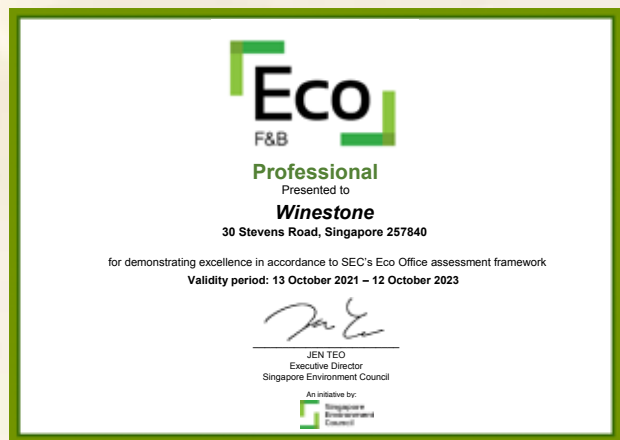 Eco
F&B
Professional
Presented to
Winestone
30 Stevens Road, Singapore 257840
for demonstrating excellence in accordance to SEC's Eco Office assessment framework
Validity period: 13 October 2021 – 12 October 2023
JEN TEO
Executive Director
Singapore Environment Council
An initiative by:
Singapore
Environment
Council